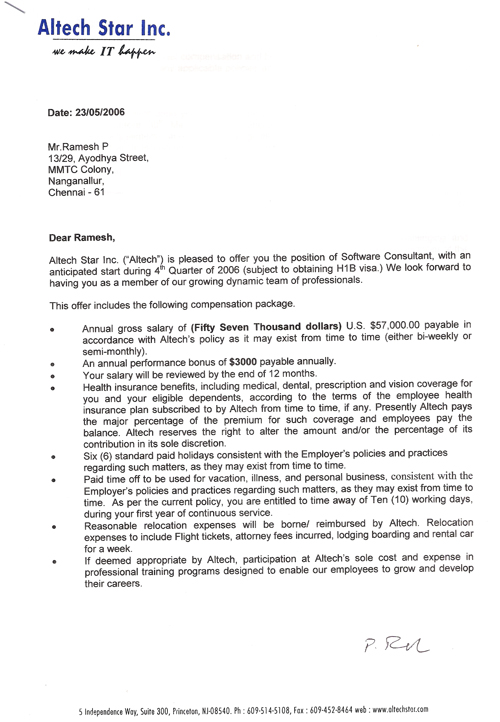 Altech Star Inc.
we make IT happen
Date: 23/05/2006
Mr.Ramesh P
13/29, Ayodhya Street,
MMTC Colony,
Nanganallur,
Chennai - 61
Dear Ramesh,
Altech Star Inc. ("Altech") is pleased to offer you the position of Software Consultant, with an
anticipated start during 4th Quarter of 2006 (subject to obtaining H1B visa.) We look forward to
having you as a member of our growing dynamic team of professionals.
This offer includes the following compensation package.
• Annual gross salary of (Fifty Seven Thousand dollars) U.S. $57,000.00 payable in
accordance with Altech's policy as it may exist from time to time (either bi-weekly or
semi-monthly).
• An annual performance bonus of $3000 payable annually.
• Your salary will be reviewed by the end of 12 months.
• Health insurance benefits, including medical, dental, prescription and vision coverage for
you and your eligible dependents, according to the terms of the employee health
insurance plan subscribed to by Altech from time to time, if any. Presently Altech pays
the major percentage of the premium for such coverage and employees pay the
balance. Altech reserves the right to alter the amount and/or the percentage of its
contribution in its sole discretion.
• Six (6) standard paid holidays consistent with the Employer's policies and practices
regarding such matters, as they may exist from time to time.
• Paid time off to be used for vacation, illness, and personal business, consistent with the
Employer's policies and practices regarding such matters, as they may exist from time to
time. As per the current policy, you are entitled to time away of Ten (10) working days,
during your first year of continuous service.
• Reasonable relocation expenses will be borne/ reimbursed by Altech. Relocation
expenses to include Flight tickets, attorney fees incurred, lodging boarding and rental car
for a week.
• If deemed appropriate by Altech, participation at Altech's sole cost and expense in
professional training programs designed to enable our employees to grow and develop
their careers.
5 Independence Way, Suite 300, Princeton, NJ-08540. Ph : 609-514-5108, Fax : 609-452-8464 web : www.altechstar.com